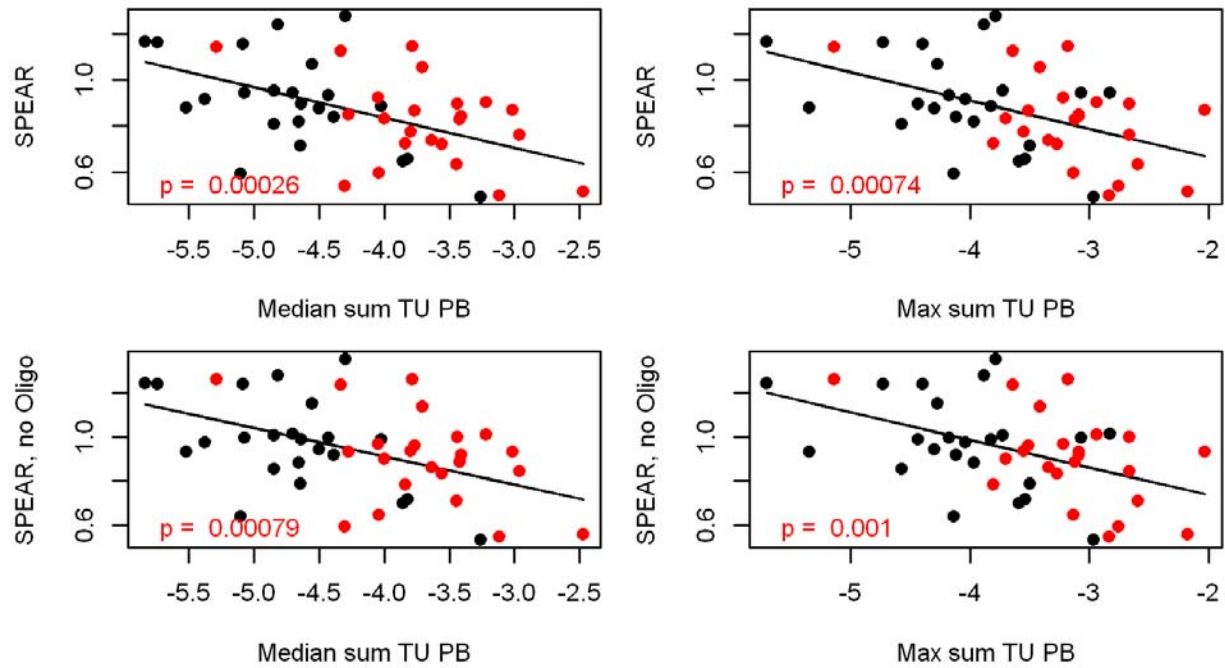 SPEAR
1.0
0.6
p = 0.00026
-5.5 -5.0 -4.5 -4.0 -3.5 -3.0 -2.5
Median sum TU PB
SPEAR
1.0
0.6
p = 0.00074
-5 -4 -3 -2
Max sum TU PB
SPEAR, no Oligo
1.0
0.6
p = 0.00079
-5.5 -5.0 -4.5 -4.0 -3.5 -3.0 -2.5
Median sum TU PB
SPEAR, no Oligo
1.0
0.6
p = 0.001
-5 -4 -3 -2
Max sum TU PB